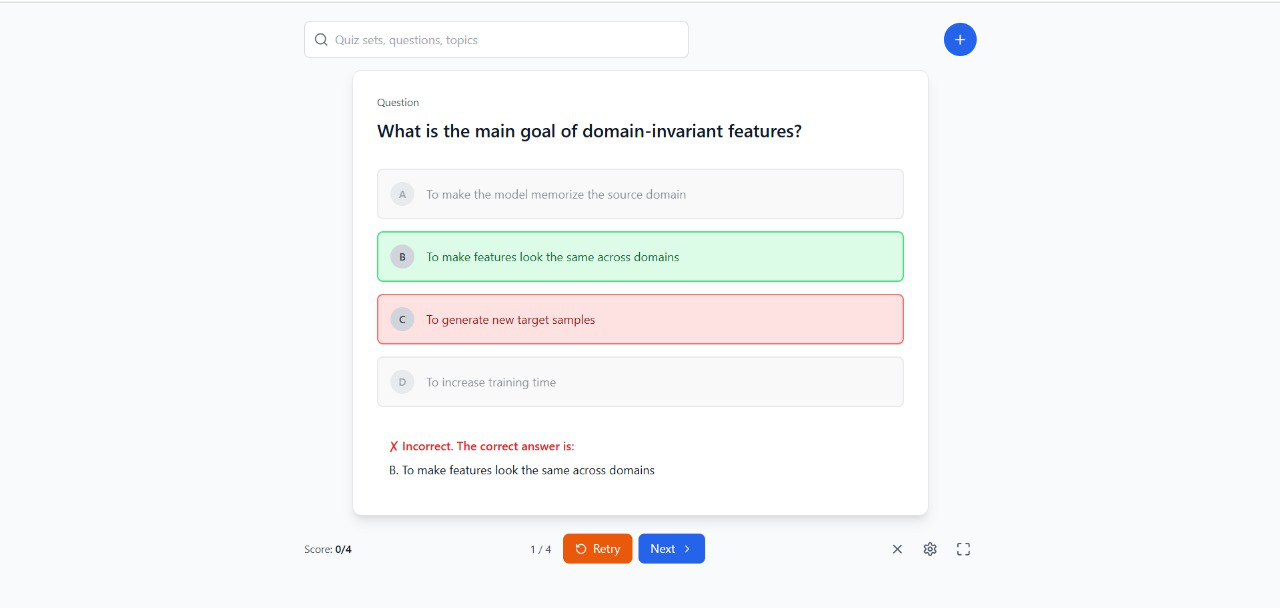 Quiz sets, questions, topics
+
Question
What is the main goal of domain-invariant features?
A To make the model memorize the source domain
B To make features look the same across domains
C To generate new target samples
D To increase training time
✗ Incorrect. The correct answer is:
B. To make features look the same across domains
Score: 0/4 1 / 4 Retry Next